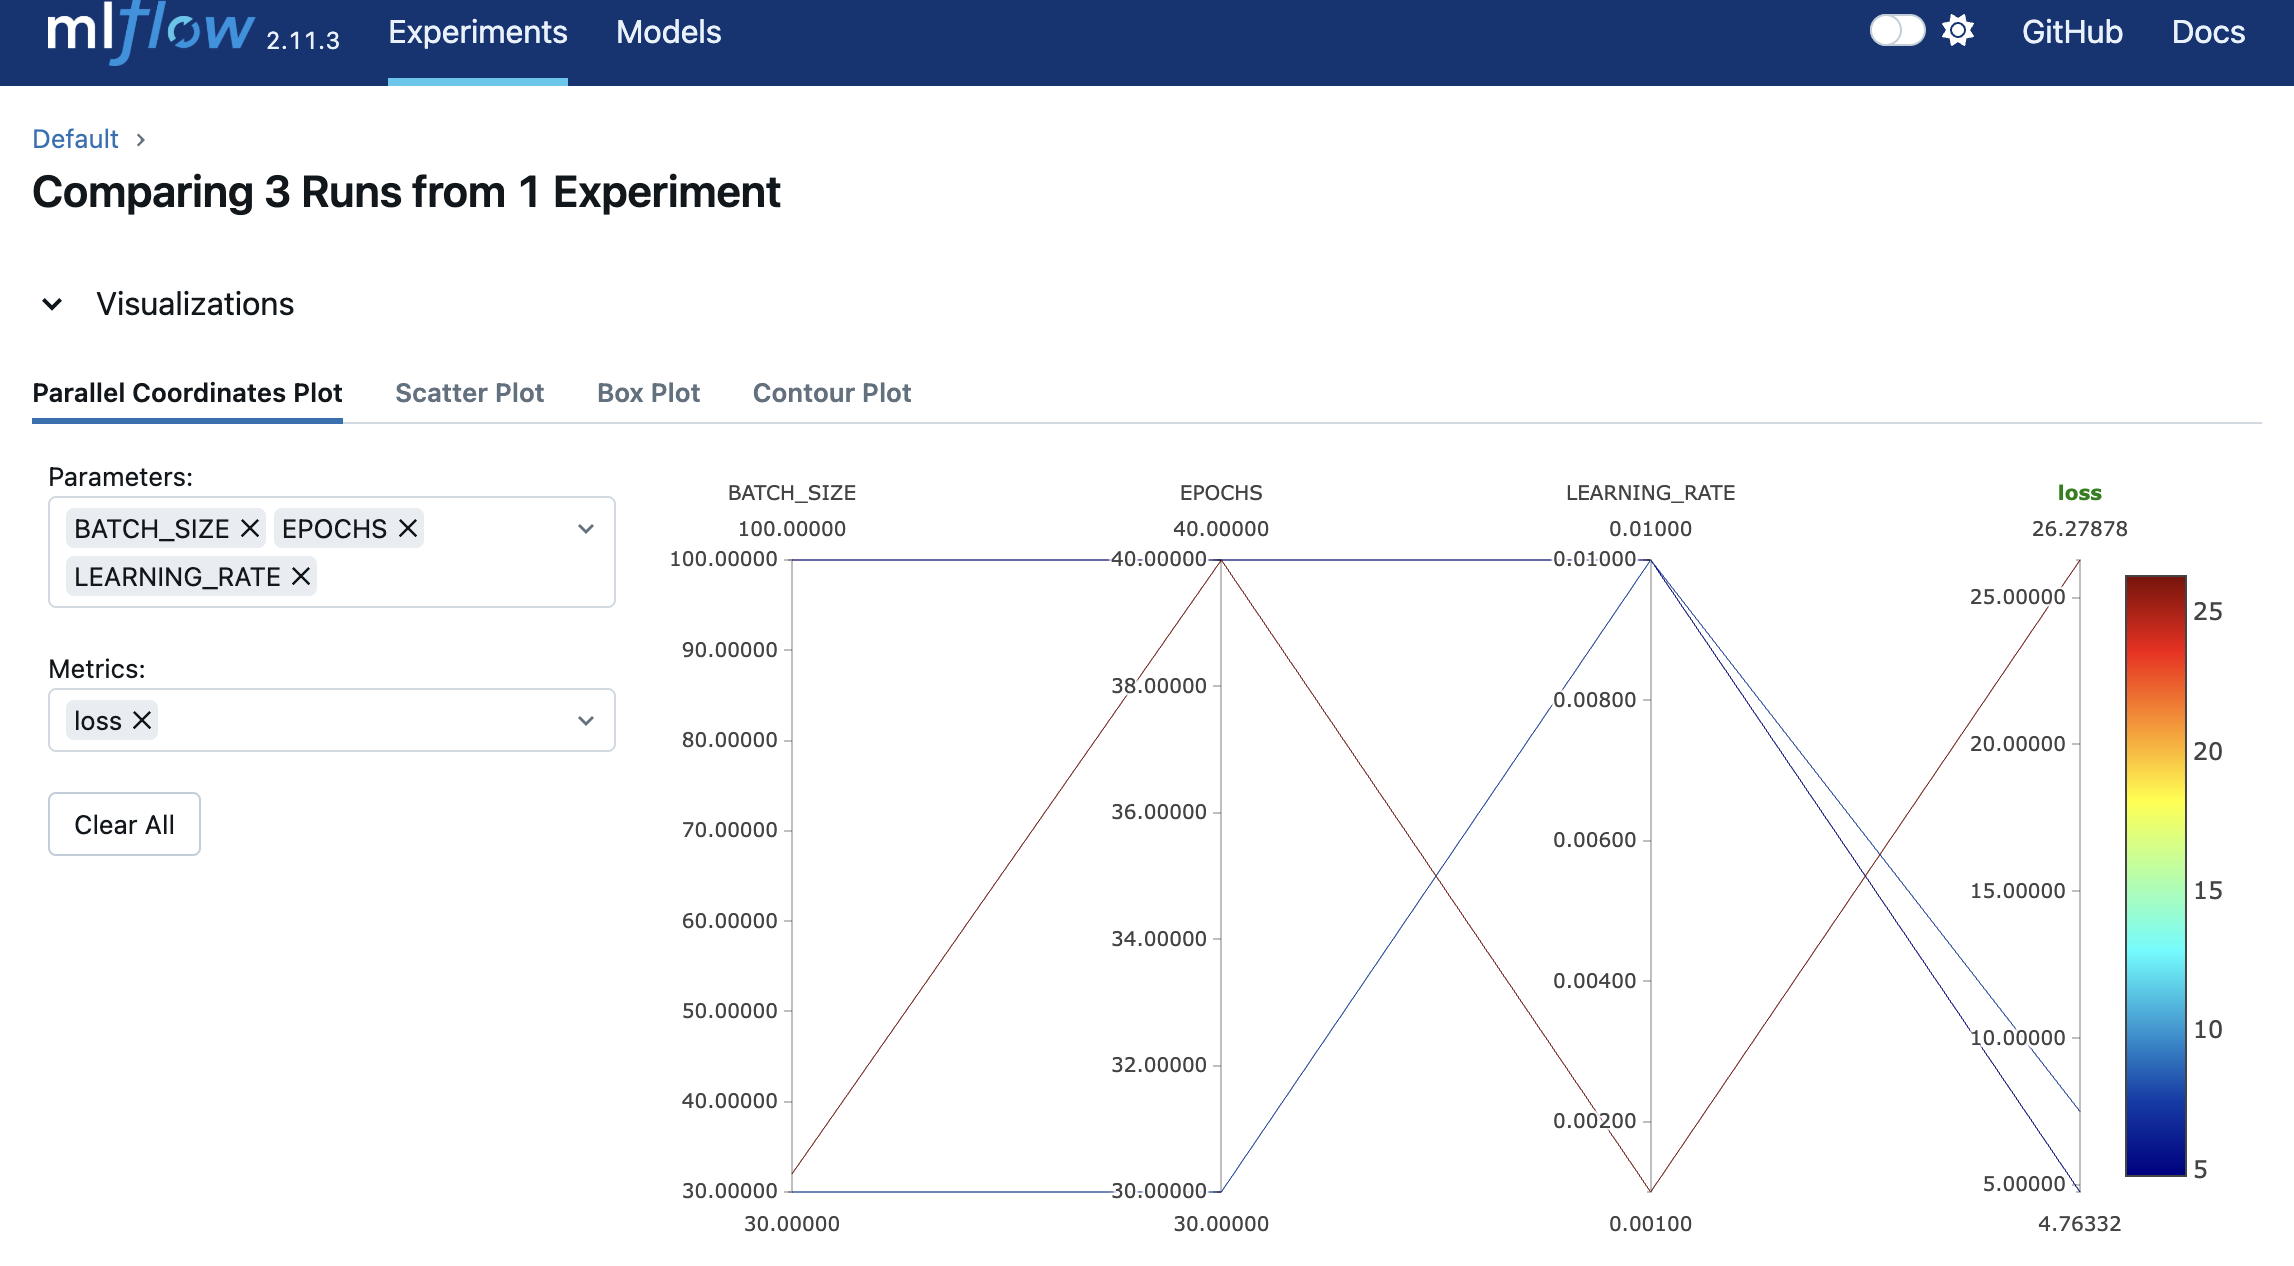 mlflow 2.11.3 Experiments Models GitHub Docs
Default ›
Comparing 3 Runs from 1 Experiment
Visualizations
Parallel Coordinates Plot Scatter Plot Box Plot Contour Plot
Parameters:
BATCH_SIZE × EPOCHS ×
LEARNING_RATE ×
Metrics:
loss ×
Clear All
BATCH_SIZE
100.00000
100.00000
90.00000
80.00000
70.00000
60.00000
50.00000
40.00000
30.00000
30.00000
EPOCHS
40.00000
40.00000
38.00000
36.00000
34.00000
32.00000
30.00000
30.00000
LEARNING_RATE
0.01000
0.01000
0.00800
0.00600
0.00400
0.00200
0.00100
loss
26.27878
25.00000
20.00000
15.00000
10.00000
5.00000
4.76332
25
20
15
10
5